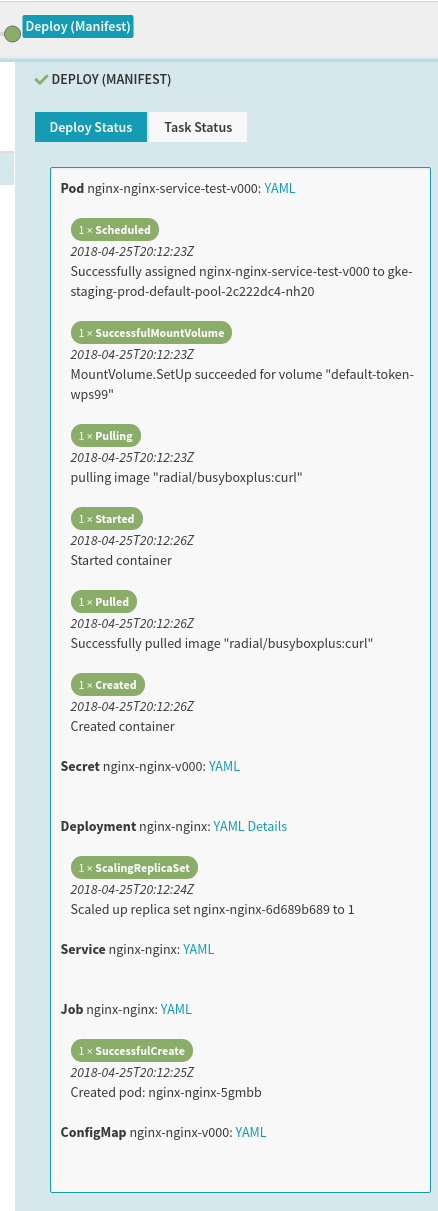 Deploy (Manifest)
DEPLOY (MANIFEST)
Deploy Status Task Status
Pod nginx-nginx-service-test-v000: YAML
1 × Scheduled
2018-04-25T20:12:23Z
Successfully assigned nginx-nginx-service-test-v000 to gke-
staging-prod-default-pool-2c222dc4-nh20
1 × SuccessfulMountVolume
2018-04-25T20:12:23Z
MountVolume.SetUp succeeded for volume "default-token-
wps99"
1 × Pulling
2018-04-25T20:12:23Z
pulling image "radial/busyboxplus:curl"
1 × Started
2018-04-25T20:12:26Z
Started container
1 × Pulled
2018-04-25T20:12:26Z
Successfully pulled image "radial/busyboxplus:curl"
1 × Created
2018-04-25T20:12:26Z
Created container
Secret nginx-nginx-v000: YAML
Deployment nginx-nginx: YAML Details
1 × ScalingReplicaSet
2018-04-25T20:12:24Z
Scaled up replica set nginx-nginx-6d689b689 to 1
Service nginx-nginx: YAML
Job nginx-nginx: YAML
1 × SuccessfulCreate
2018-04-25T20:12:25Z
Created pod: nginx-nginx-5gmbb
ConfigMap nginx-nginx-v000: YAML